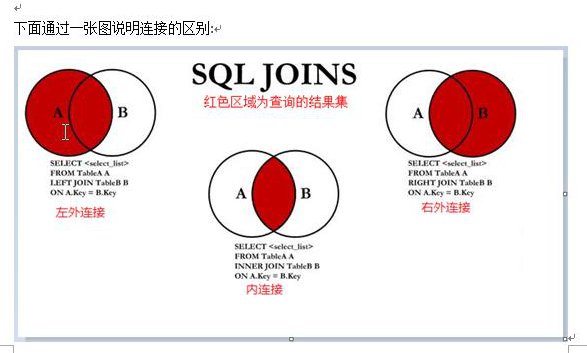 下面通过一张图说明连接的区别:
SQL JOINS
红色区域为查询的结果集
A B
SELECT <select_list>
FROM TableA A
LEFT JOIN TableB B
ON A.Key = B.Key
左外连接
A B
SELECT <select_list>
FROM TableA A
INNER JOIN TableB B
ON A.Key = B.Key
内连接
A B
SELECT <select_list>
FROM TableA A
RIGHT JOIN TableB B
ON A.Key = B.Key
右外连接